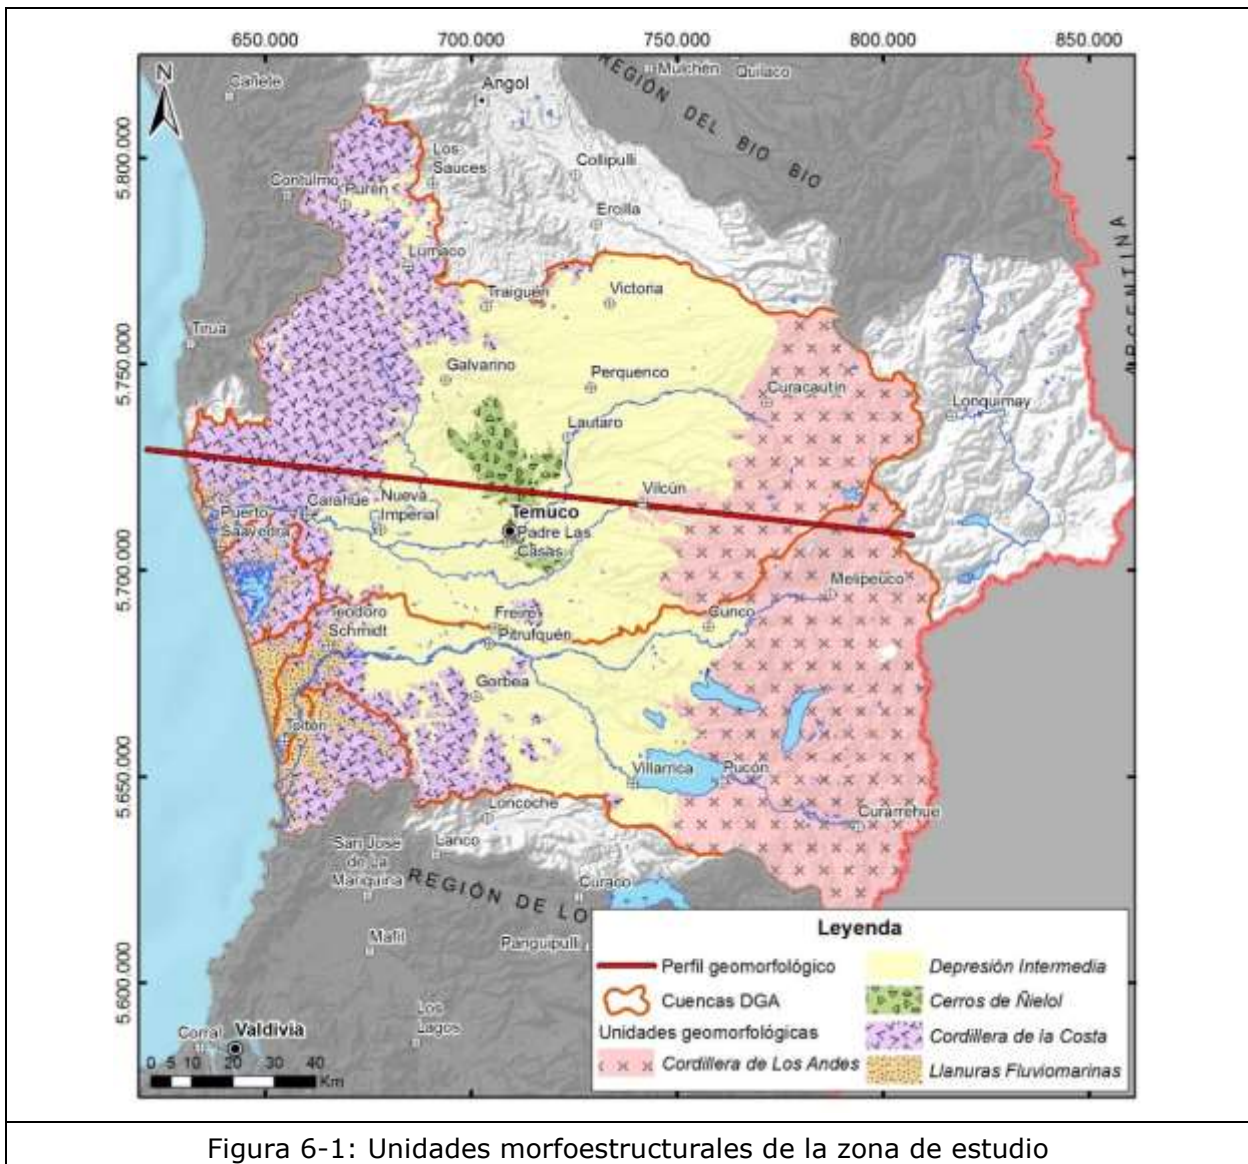 650.000
700.000
750.000
800.000
850.000
N
Cañete
Angol
Mulchén
Quilaco
REGIÓN DEL BIO BIO
5.800.000
Los
Sauces
Collipulli
Contulmo
Purén
Ercilla
ARGENTINA
Lumaco
Traiguén
Victoria
Tirua
5.750.000
Galvarino
Perquenco
Curacautín
Lonquimay
Lautaro
Vilcún
Puerto
Saavedra
Carahue
Nueva
Imperial
Temuco
Padre Las
Casas
5.700.000
Melipeuco
Teodoro
Schmidt
Freire
Pitrufquén
Cunco
Gorbea
Toltén
5.650.000
Villarrica
Pucón
Curarrehue
Loncoche
San José
de La
Mariquina
Lanco
REGIÓN DE LO
Curaco
Máfil
Panguipulli
5.600.000
Los
Lagos
Corral
Valdivia
0 5 10 20 30 40
Km
Leyenda
Perfil geomorfológico
Cuencas DGA
Unidades geomorfológicas
Cordillera de Los Andes
Depresión Intermedia
Cerros de Ñielol
Cordillera de la Costa
Llanuras Fluviomarinas
Figura 6-1: Unidades morfoestructurales de la zona de estudio